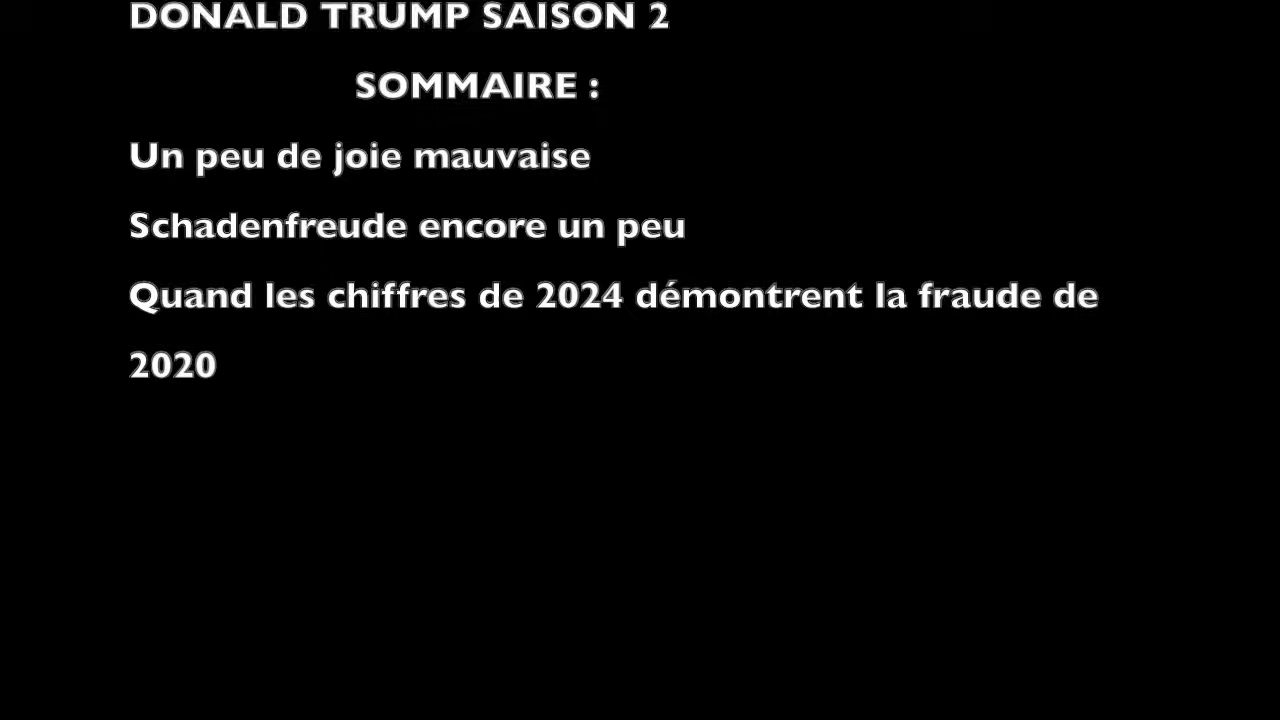 DONALD TRUMP SAISON 2
SOMMAIRE :
Un peu de joie mauvaise
Schadenfreude encore un peu
Quand les chiffres de 2024 démontrent la fraude de
2020